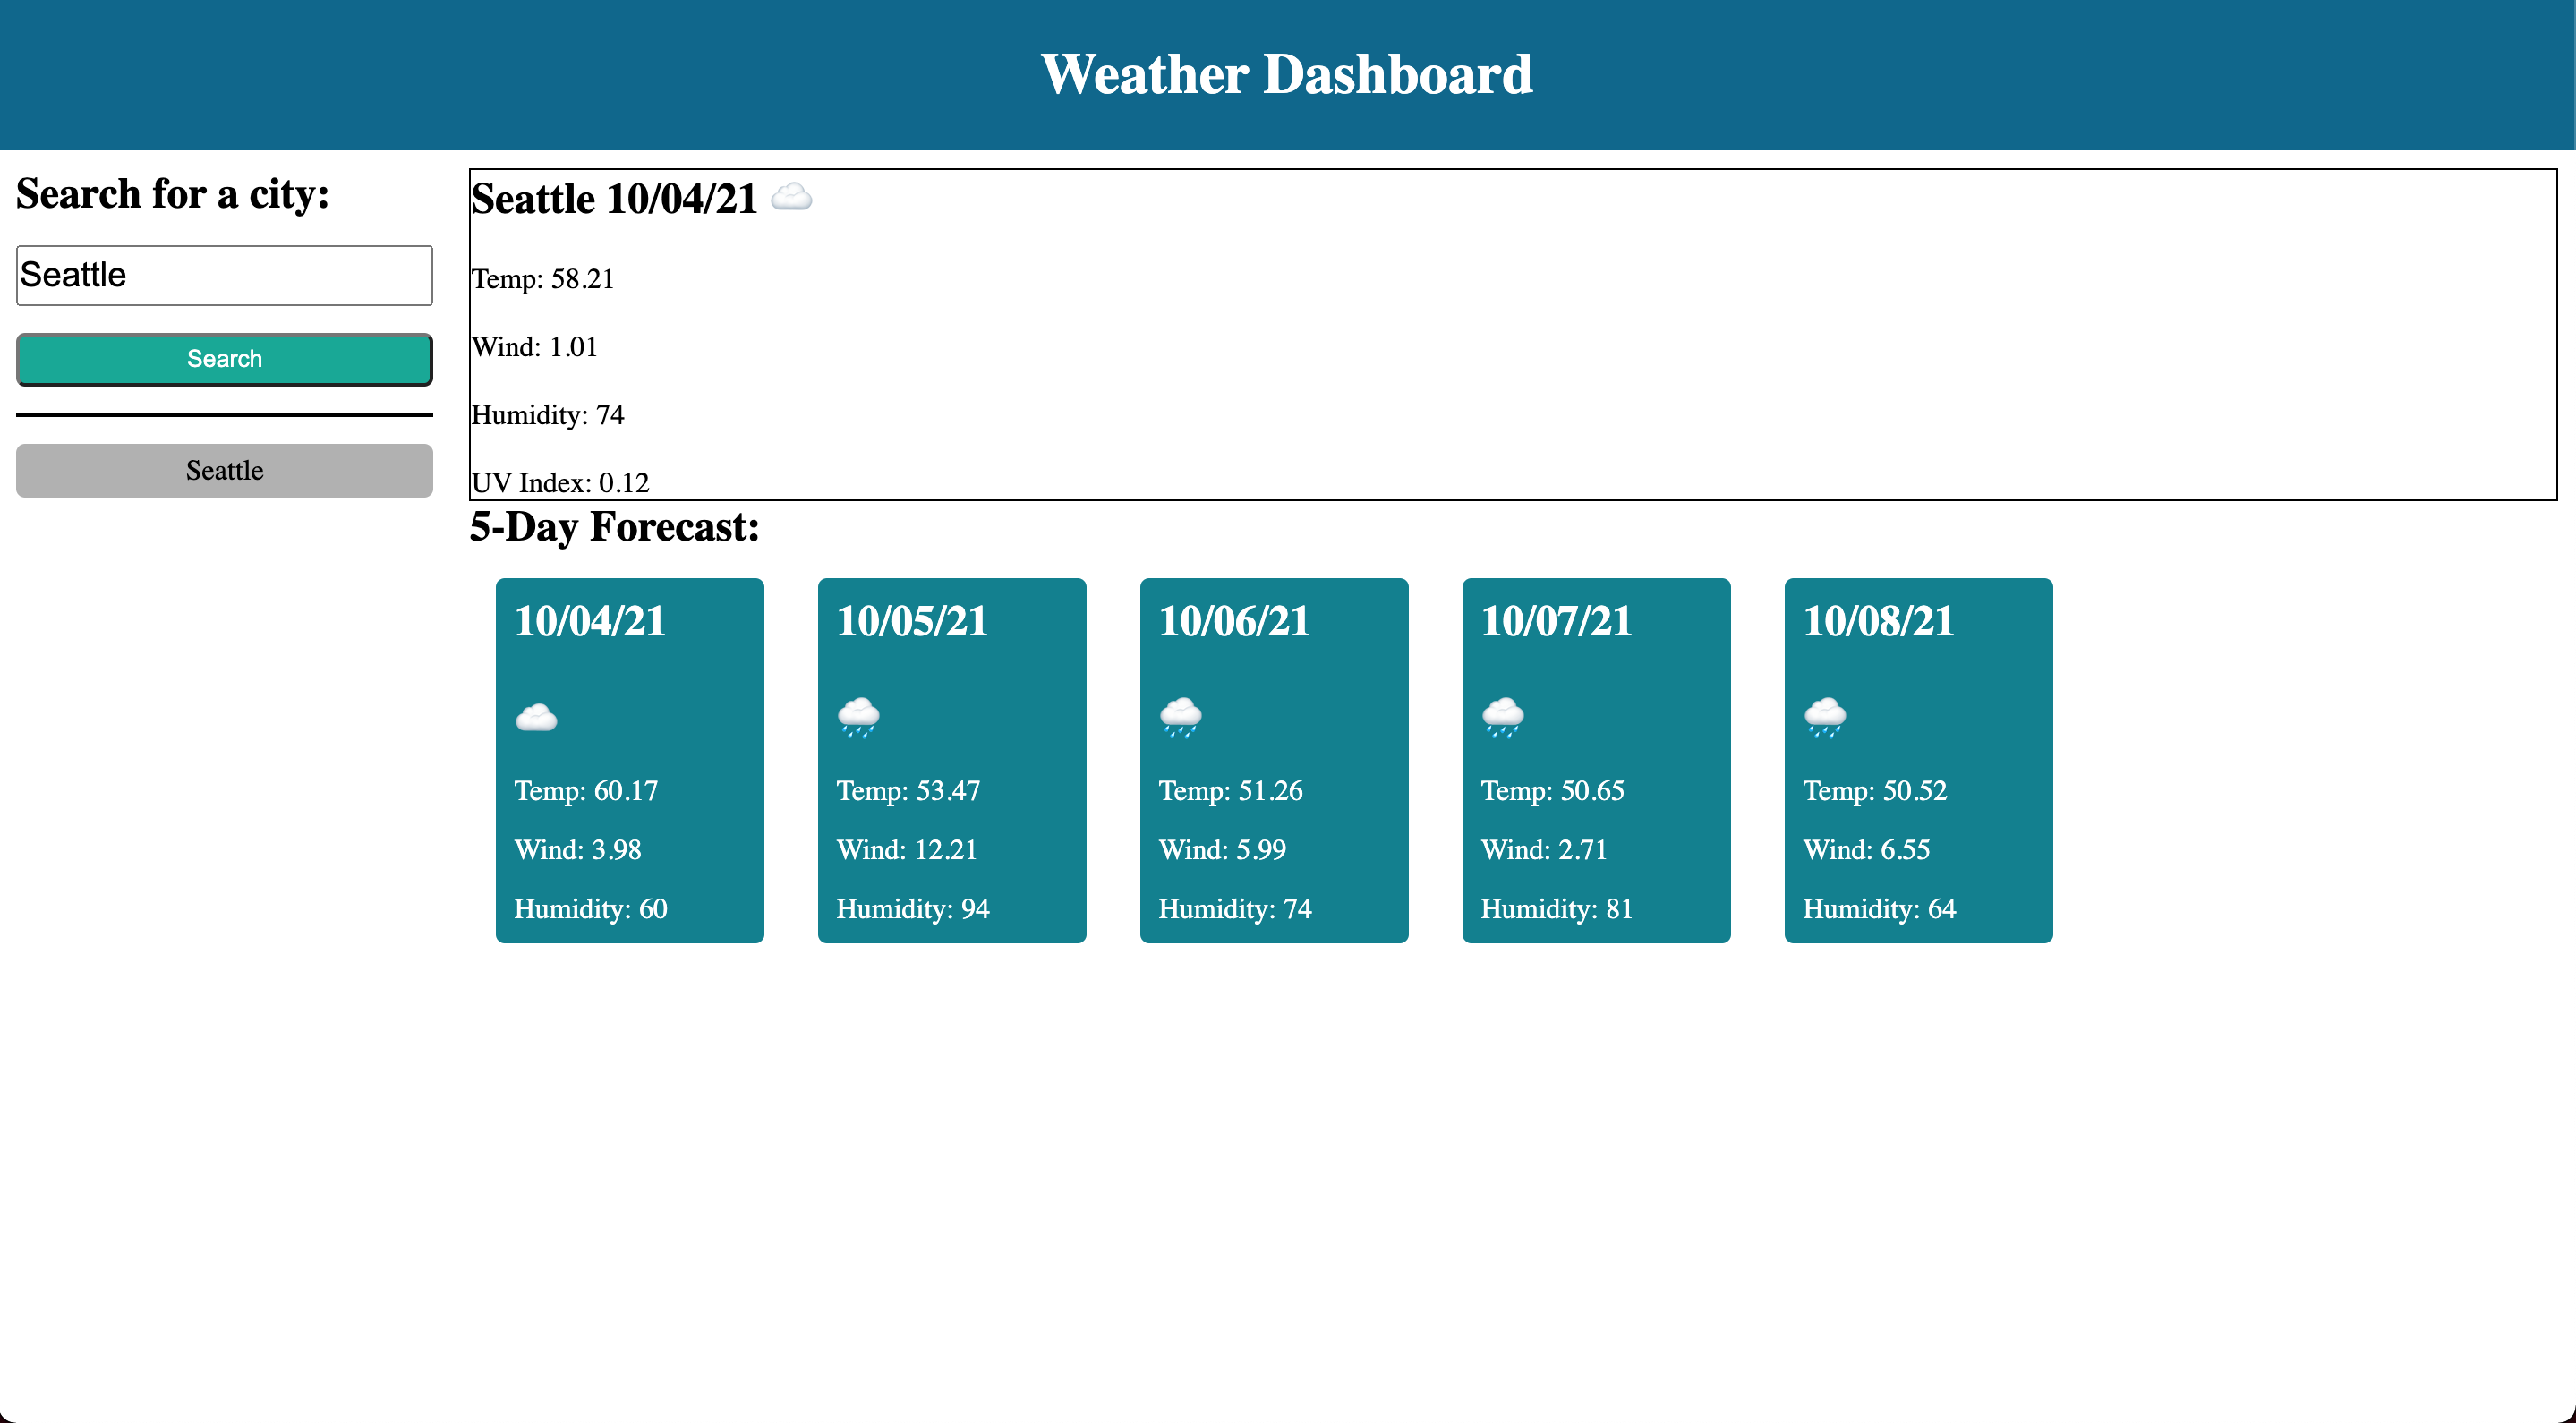 Weather Dashboard
Search for a city:
Seattle
Search
Seattle
Seattle 10/04/21
Temp: 58.21
Wind: 1.01
Humidity: 74
UV Index: 0.12
5-Day Forecast:
10/04/21
Temp: 60.17
Wind: 3.98
Humidity: 60
10/05/21
Temp: 53.47
Wind: 12.21
Humidity: 94
10/06/21
Temp: 51.26
Wind: 5.99
Humidity: 74
10/07/21
Temp: 50.65
Wind: 2.71
Humidity: 81
10/08/21
Temp: 50.52
Wind: 6.55
Humidity: 64